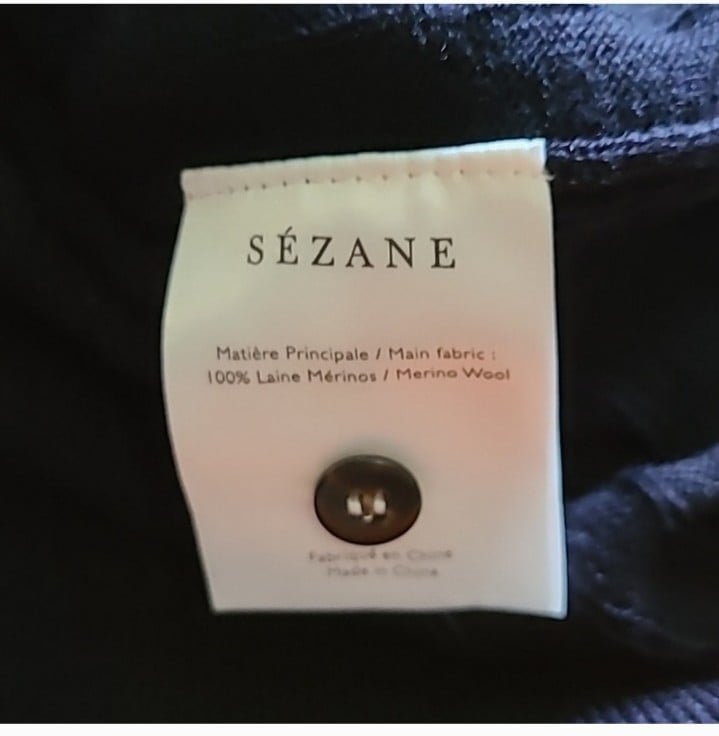 SÉZANE
Matière Principale / Main fabric :
100% Laine Mérinos / Merino Wool
Fabriqué en Chine
Made in China